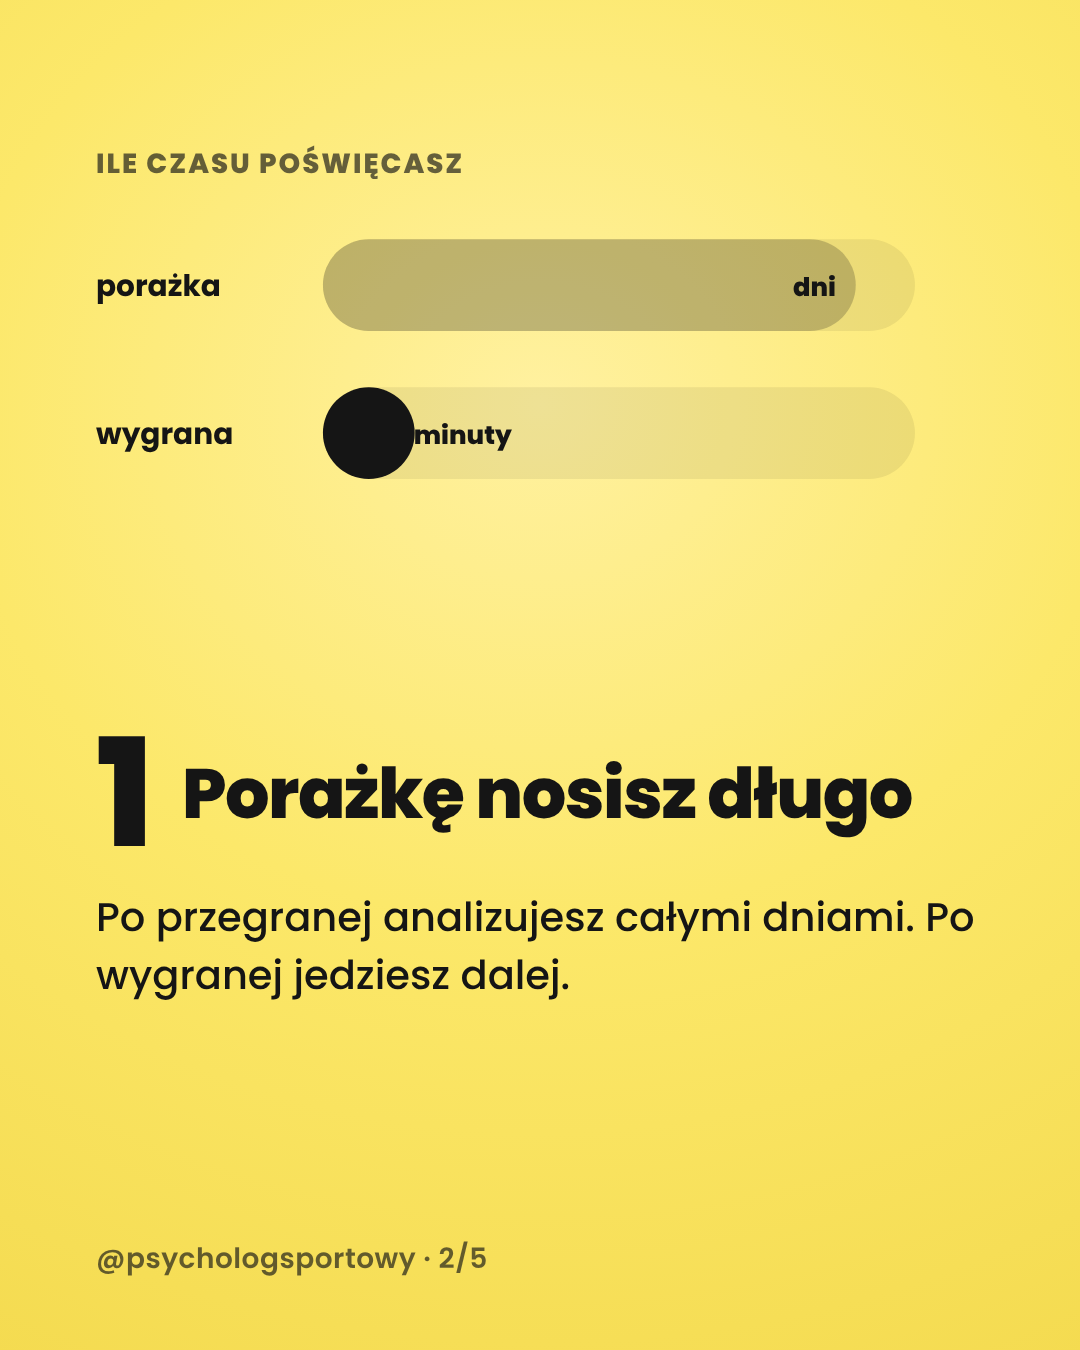 ILE CZASU POŚWIĘCASZ
porażka
dni
wygrana
minuty
1 Porażkę nosisz długo
Po przegranej analizujesz całymi dniami. Po
wygranej jedziesz dalej.
@psychologsportowy · 2/5